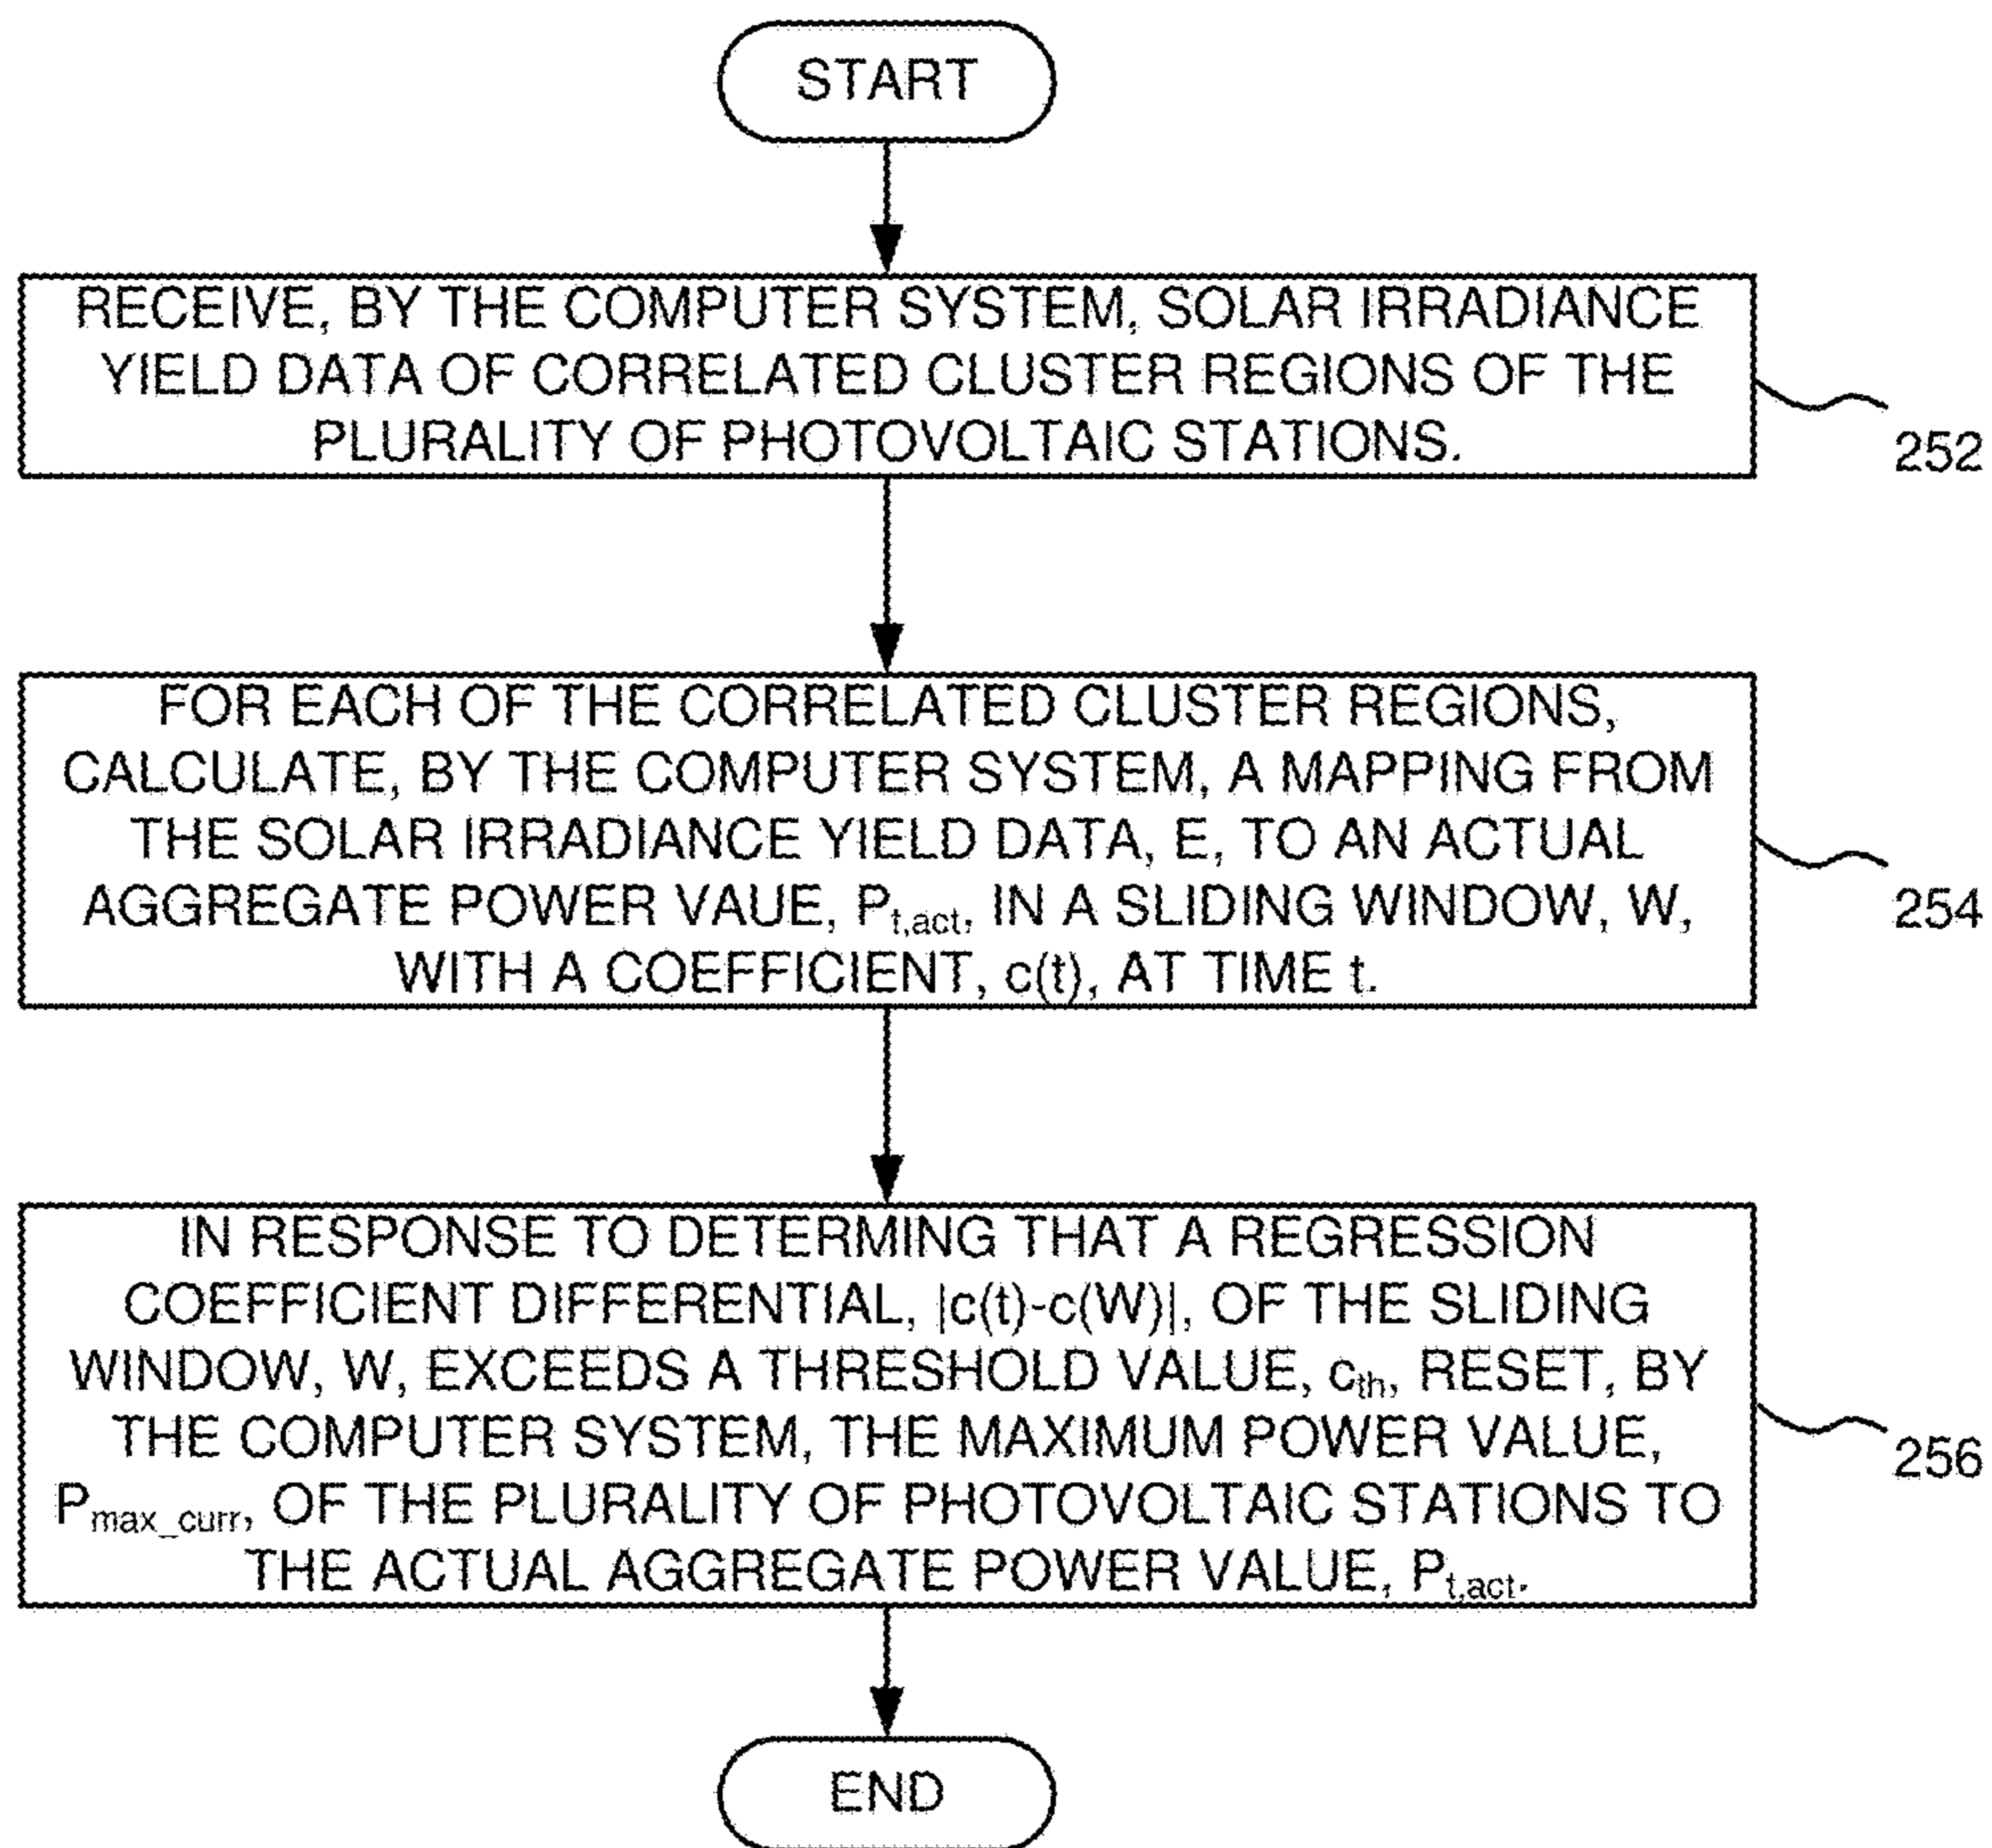 START
RECEIVE, BY THE COMPUTER SYSTEM, SOLAR IRRADIANCE
YIELD DATA OF CORRELATED CLUSTER REGIONS OF THE
PLURALITY OF PHOTOVOLTAIC STATIONS.
252
FOR EACH OF THE CORRELATED CLUSTER REGIONS,
CALCULATE, BY THE COMPUTER SYSTEM, A MAPPING FROM
THE SOLAR IRRADIANCE YIELD DATA, E, TO AN ACTUAL
AGGREGATE POWER VAUE, Pt,act, IN A SLIDING WINDOW, W,
WITH A COEFFICIENT, c(t), AT TIME t.
254
IN RESPONSE TO DETERMING THAT A REGRESSION
COEFFICIENT DIFFERENTIAL, |c(t)-c(W)|, OF THE SLIDING
WINDOW, W, EXCEEDS A THRESHOLD VALUE, cth, RESET, BY
THE COMPUTER SYSTEM, THE MAXIMUM POWER VALUE,
Pmax_curr, OF THE PLURALITY OF PHOTOVOLTAIC STATIONS TO
THE ACTUAL AGGREGATE POWER VALUE, Pt,act.
256
END